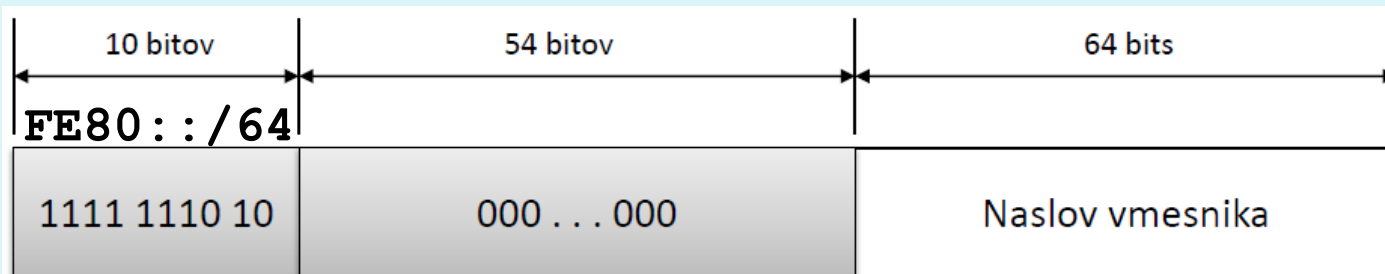 10 bitov 54 bitov 64 bits
FE80::/64
1111 1110 10 000 . . . 000 Naslov vmesnika